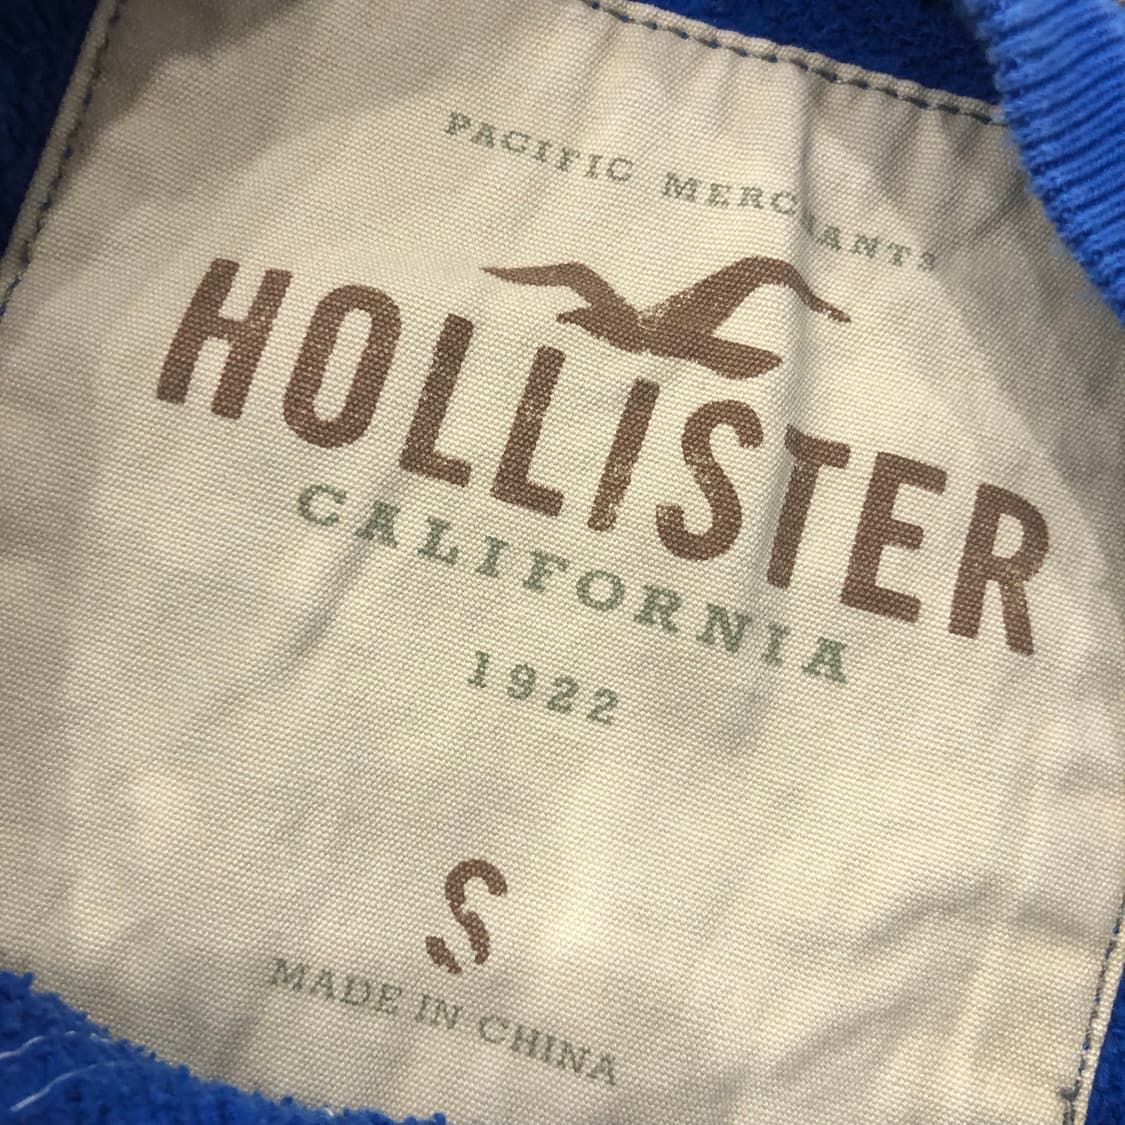 PACIFIC MERCHANTS
HOLLISTER
CALIFORNIA
1922
S
MADE IN CHINA